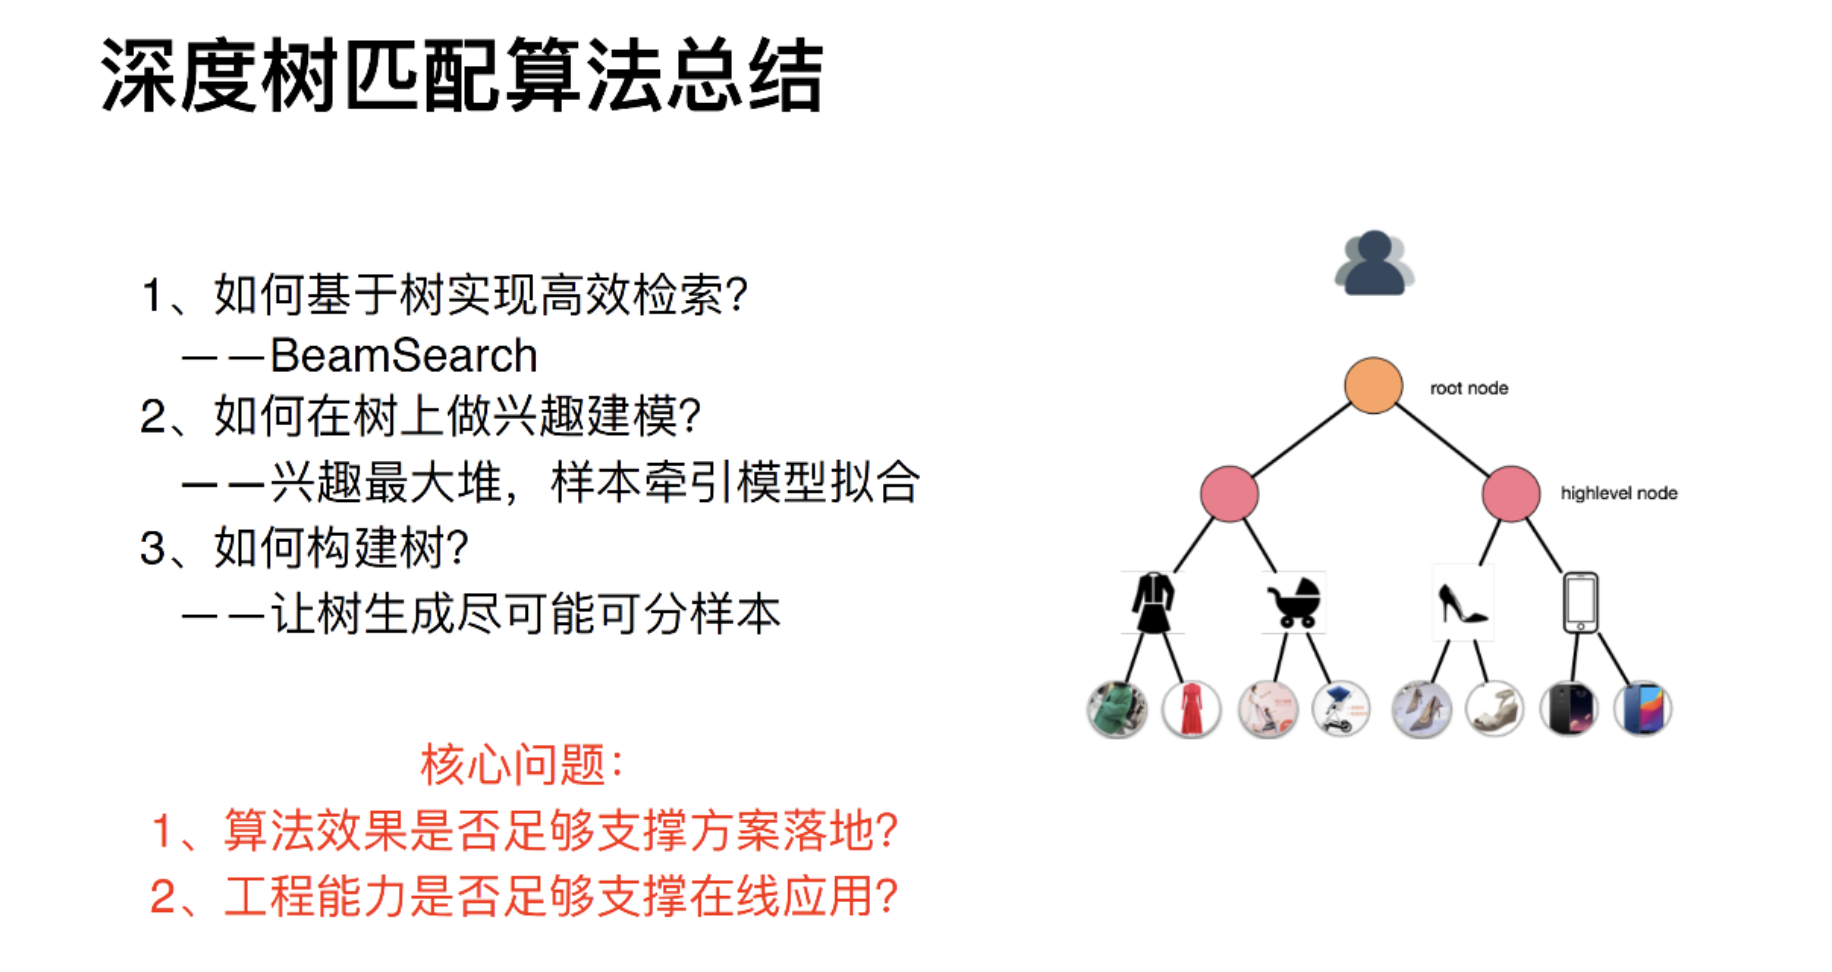 深度树匹配算法总结
1、如何基于树实现高效检索？
——BeamSearch
2、如何在树上做兴趣建模？
——兴趣最大堆，样本牵引模型拟合
3、如何构建树？
——让树生成尽可能可分样本
核心问题：
1、算法效果是否足够支撑方案落地？
2、工程能力是否足够支撑在线应用？
root node
highlevel node